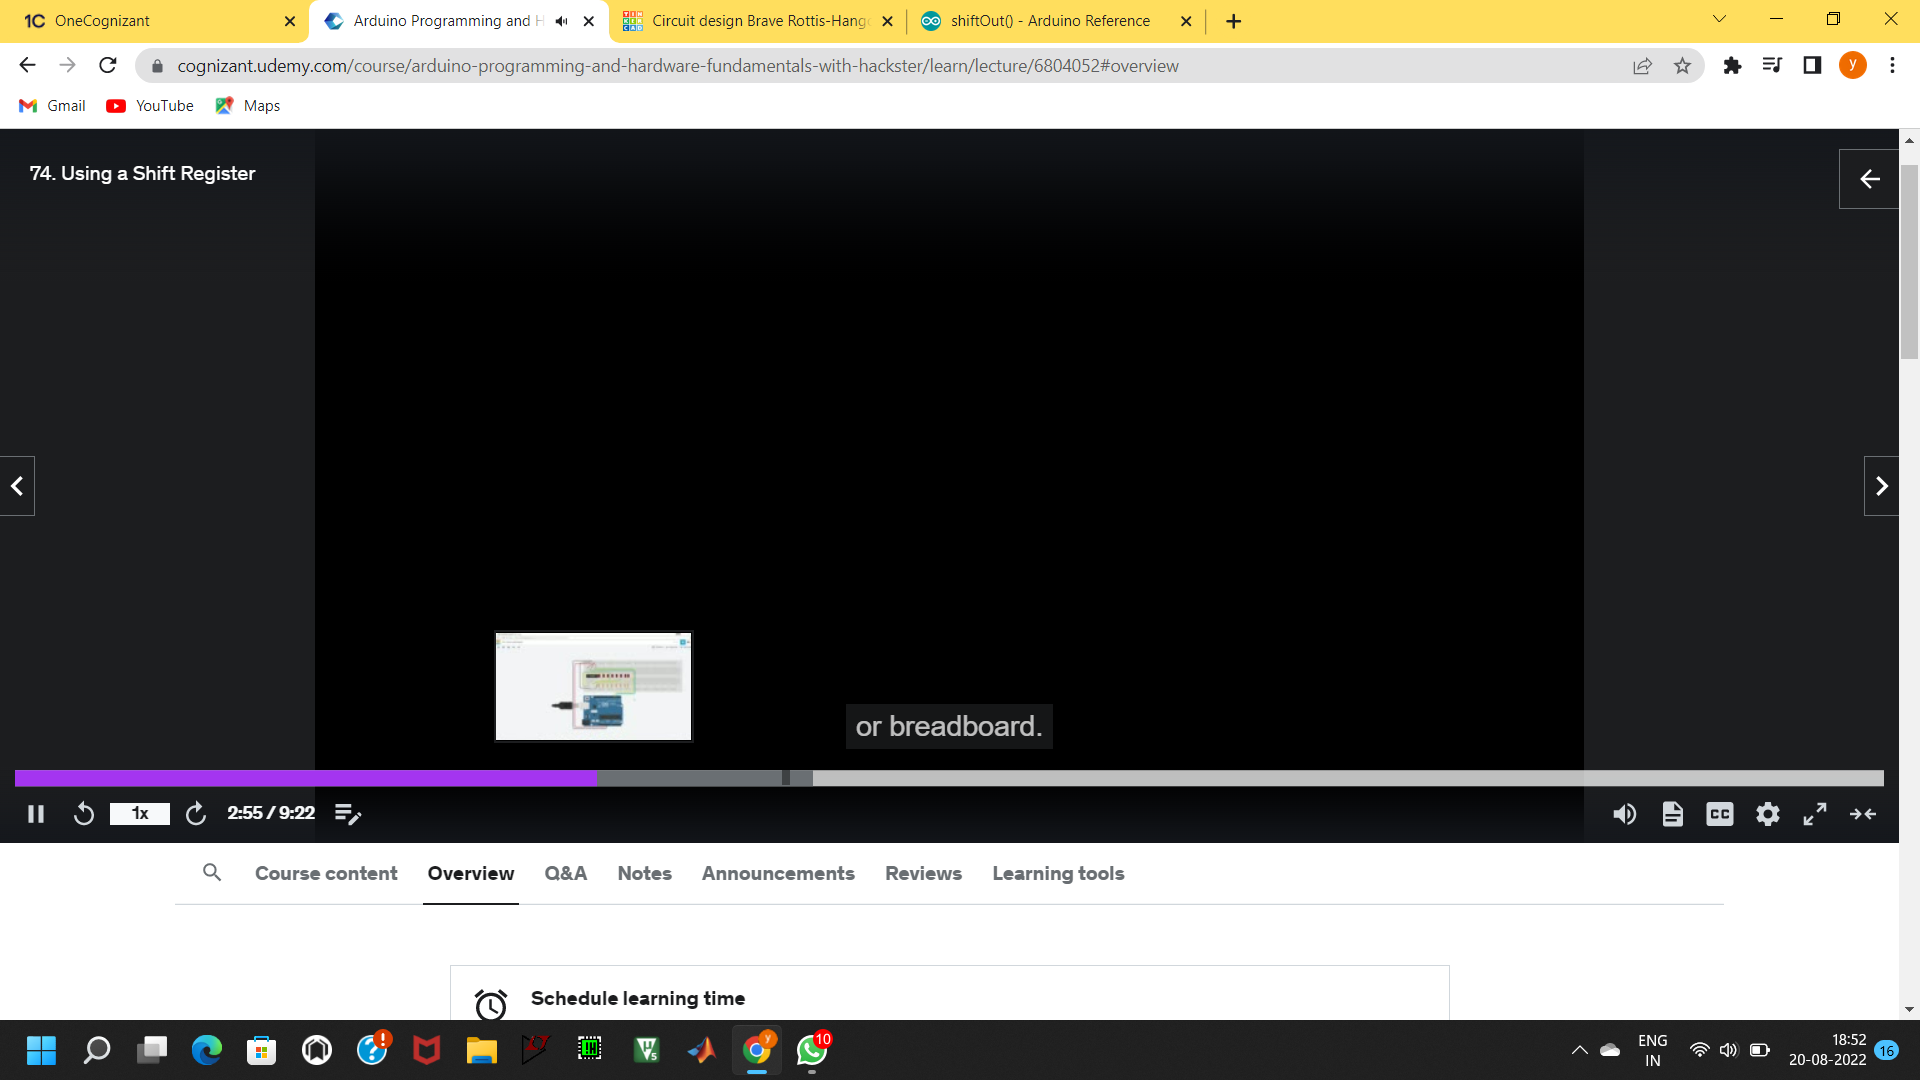 OneCognizant
Arduino Programming and H
Circuit design Brave Rottis-Hango
shiftOut() - Arduino Reference
cognizant.udemy.com/course/arduino-programming-and-hardware-fundamentals-with-hackster/learn/lecture/6804052#overview
y
Gmail
YouTube
Maps
74. Using a Shift Register
or breadboard.
1x
2:55 / 9:22
CC
Course content
Overview
Q&A
Notes
Announcements
Reviews
Learning tools
Schedule learning time
y
10
ENG
IN
18:52
20-08-2022
16